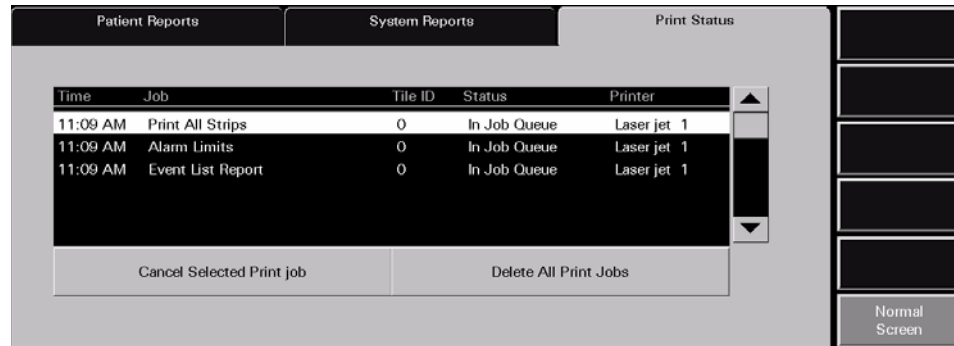 Patient Reports System Reports Print Status
Time Job Tile ID Status Printer
11:09 AM Print All Strips 0 In Job Queue Laser jet 1
11:09 AM Alarm Limits 0 In Job Queue Laser jet 1
11:09 AM Event List Report 0 In Job Queue Laser jet 1
Cancel Selected Print job Delete All Print Jobs
Normal
Screen